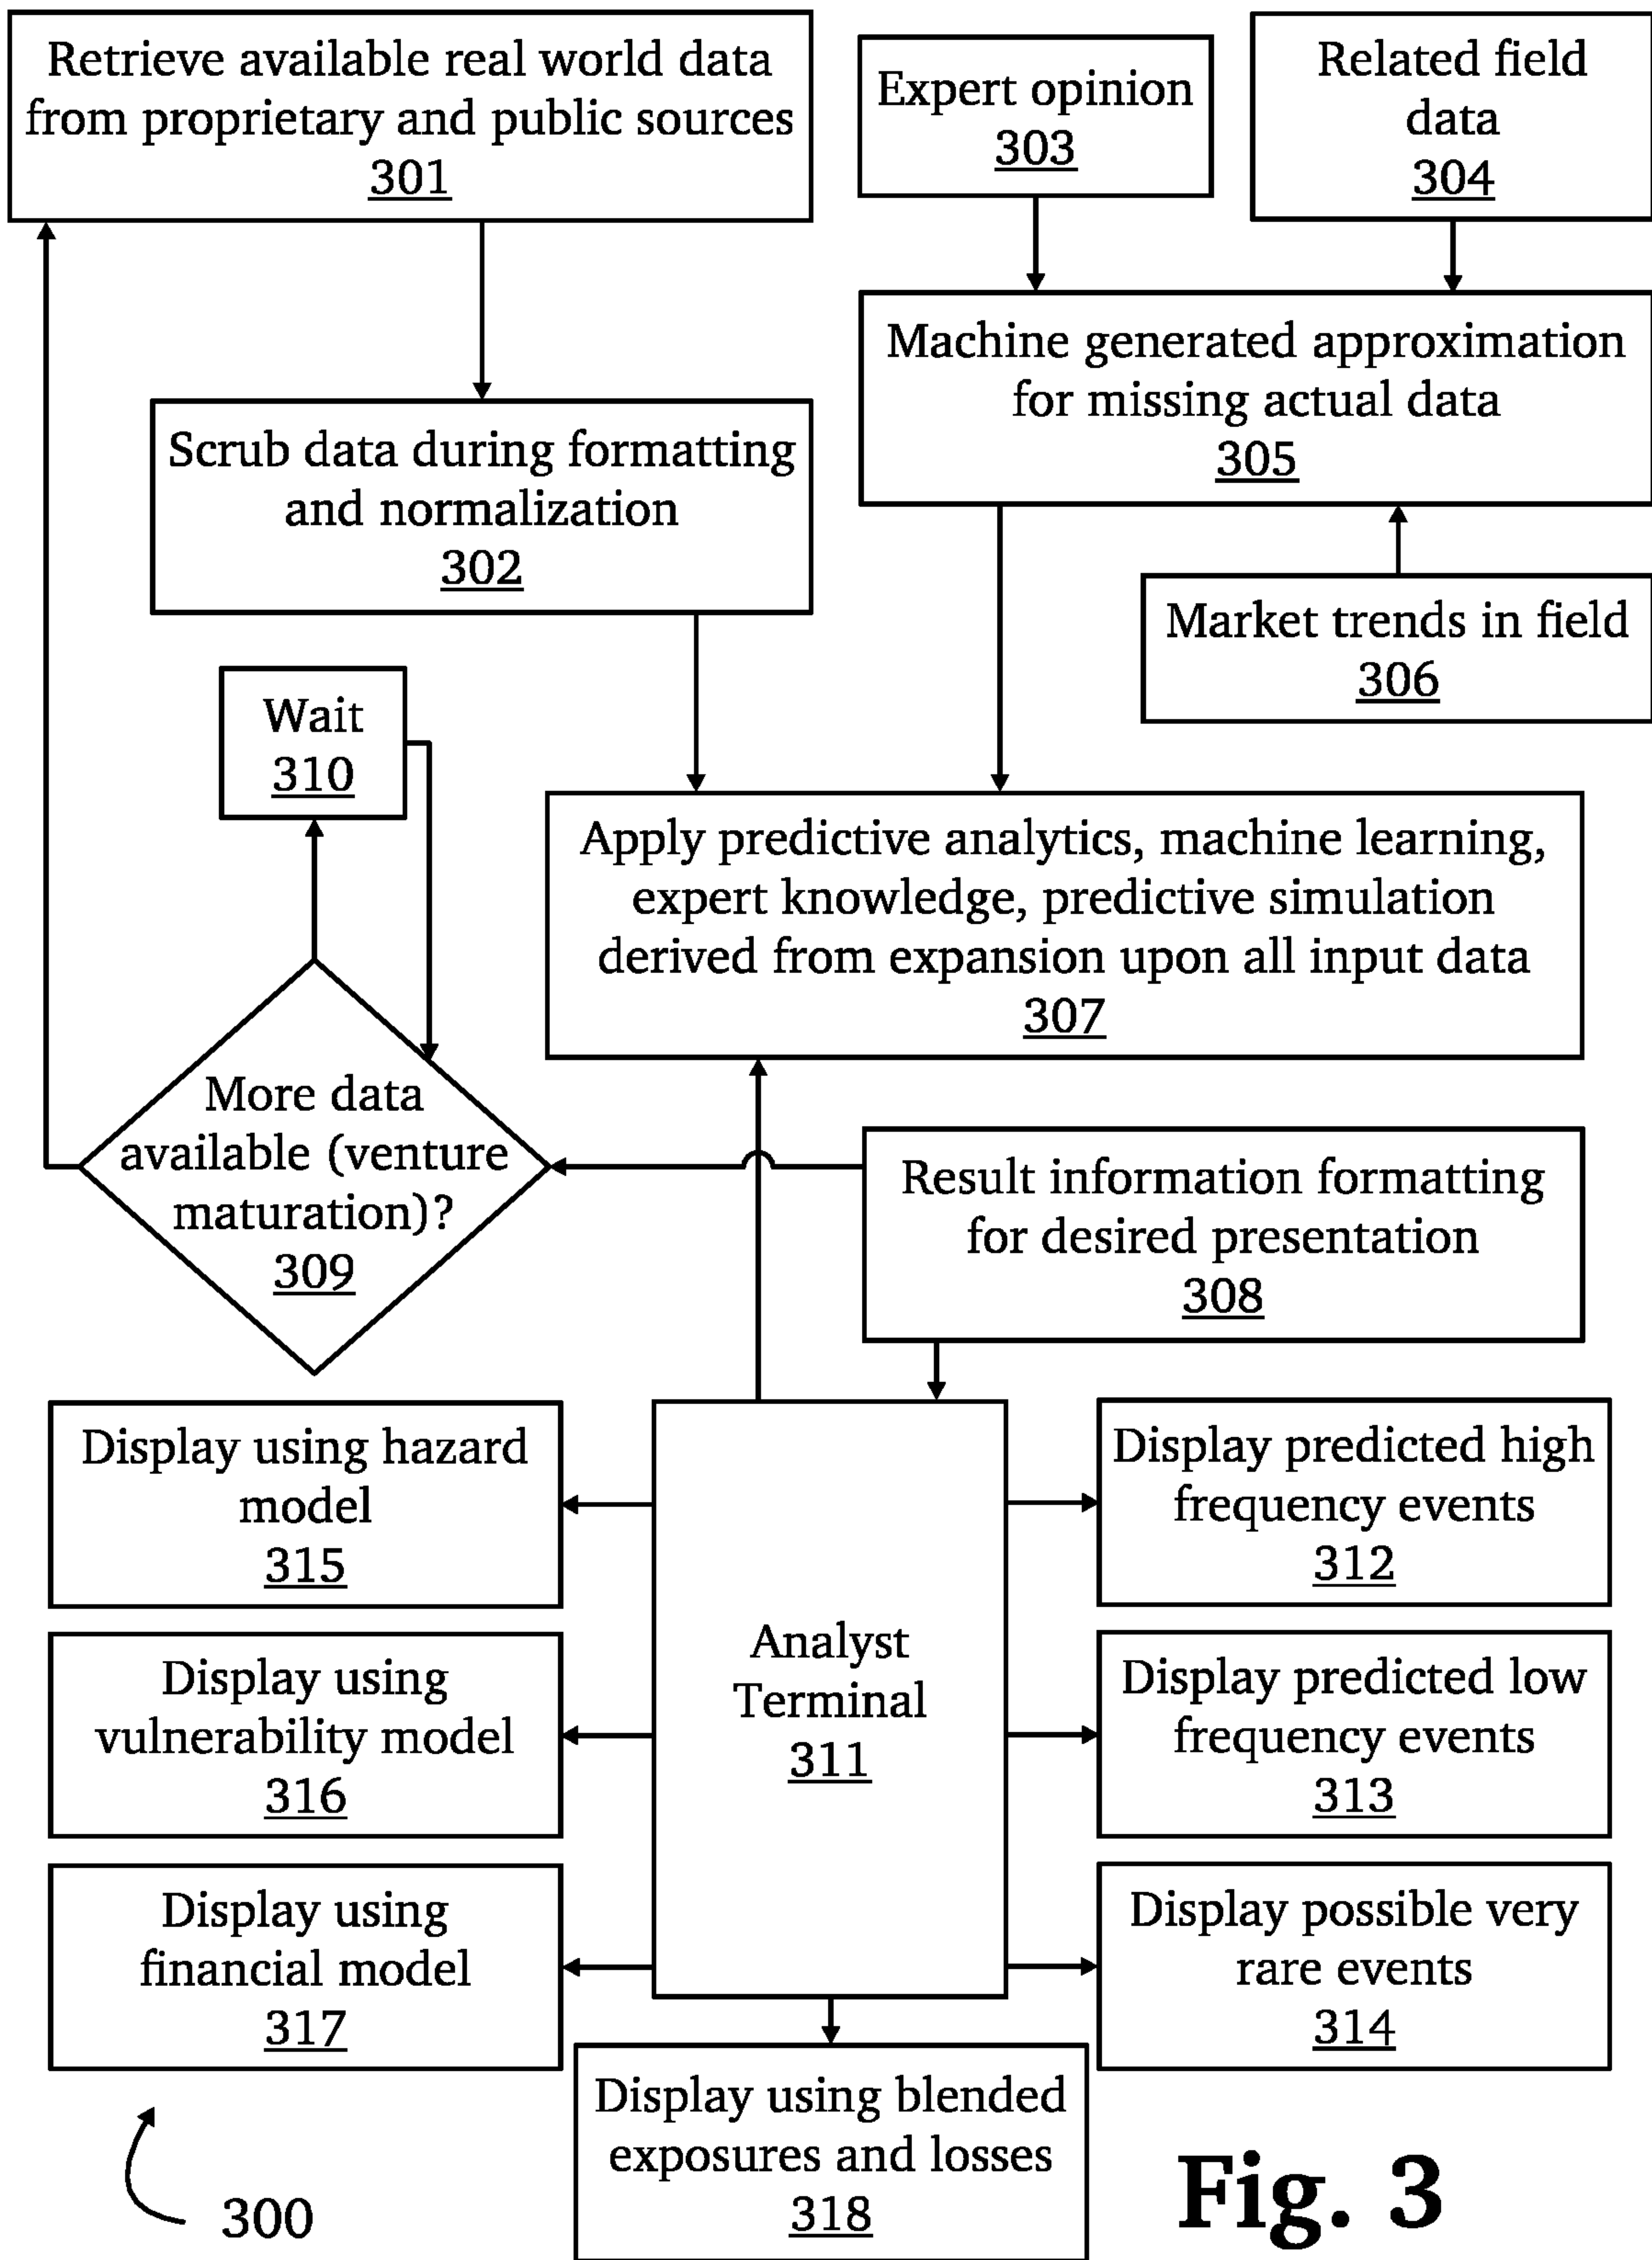 Retrieve available real world data
from proprietary and public sources
301
Expert opinion
303
Related field
data
304
Machine generated approximation
for missing actual data
305
Scrub data during formatting
and normalization
302
Market trends in field
306
Wait
310
Apply predictive analytics, machine learning,
expert knowledge, predictive simulation
derived from expansion upon all input data
307
More data
available (venture
maturation)?
309
Result information formatting
for desired presentation
308
Display using hazard
model
315
Analyst
Terminal
311
Display predicted high
frequency events
312
Display using
vulnerability model
316
Display predicted low
frequency events
313
Display using
financial model
317
Display possible very
rare events
314
Display using blended
exposures and losses
318
300
Fig. 3